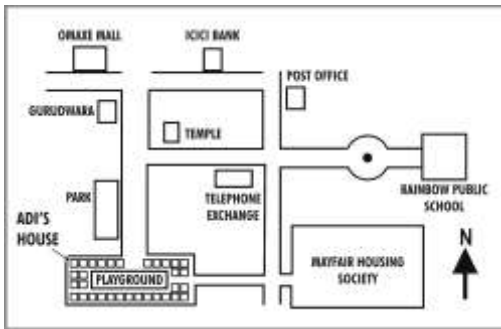 OMAXE MALL
ICICI BANK
POST OFFICE
GURUDWARA
TEMPLE
PARK
TELEPHONE
EXCHANGE
RAINBOW PUBLIC
SCHOOL
ADI'S
HOUSE
PLAYGROUND
MAYFAIR HOUSING
SOCIETY
N